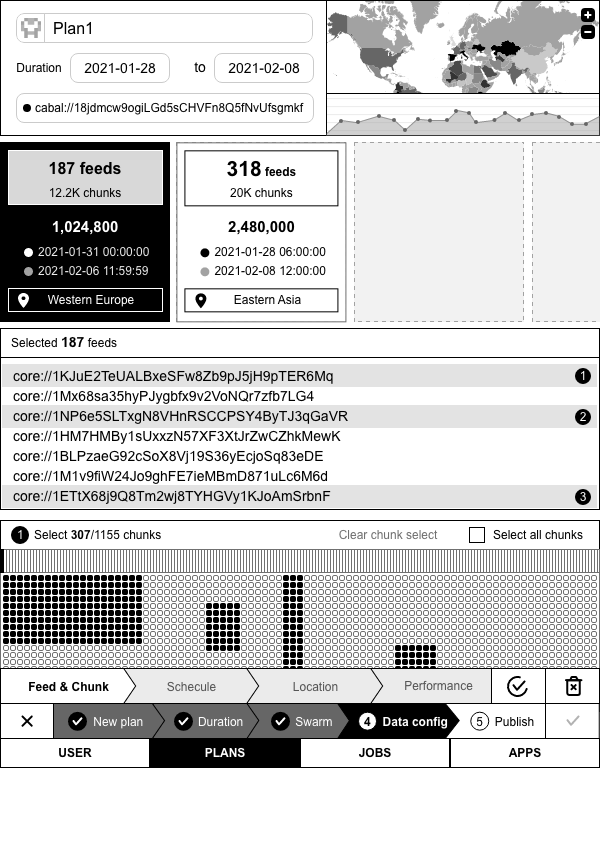 Plan1
Duration 2021-01-28 to 2021-02-08
cabal://18jdmcw9ogiLGd5sCHVFn8Q5fNvUfsgmkf
187 feeds
12.2K chunks
1,024,800
2021-01-31 00:00:00
2021-02-06 11:59:59
Western Europe
318 feeds
20K chunks
2,480,000
2021-01-28 06:00:00
2021-02-08 12:00:00
Eastern Asia
Selected 187 feeds
core://1KJuE2TeUALBxeSFw8Zb9pJ5jH9pTER6Mq 1
core://1Mx68sa35hyPJygbfx9v2VoNQr7zfb7LG4
core://1NP6e5SLTxgN8VHnRSCCPSY4ByTJ3qGaVR 2
core://1HM7HMBy1sUxxzN57XF3XtJrZwCZhkMewK
core://1BLPzaeG92cSoX8Vj19S36yEcjoSq83eDE
core://1M1v9fiW24Jo9ghFE7ieMBmD871uLc6M6d
core://1ETtX68j9Q8Tm2wj8TYHGVy1KJoAmSrbnF 3
1 Select 307/1155 chunks Clear chunk select Select all chunks
Feed & Chunk Schecule Location Performance
New plan Duration Swarm 4 Data config 5 Publish
USER PLANS JOBS APPS